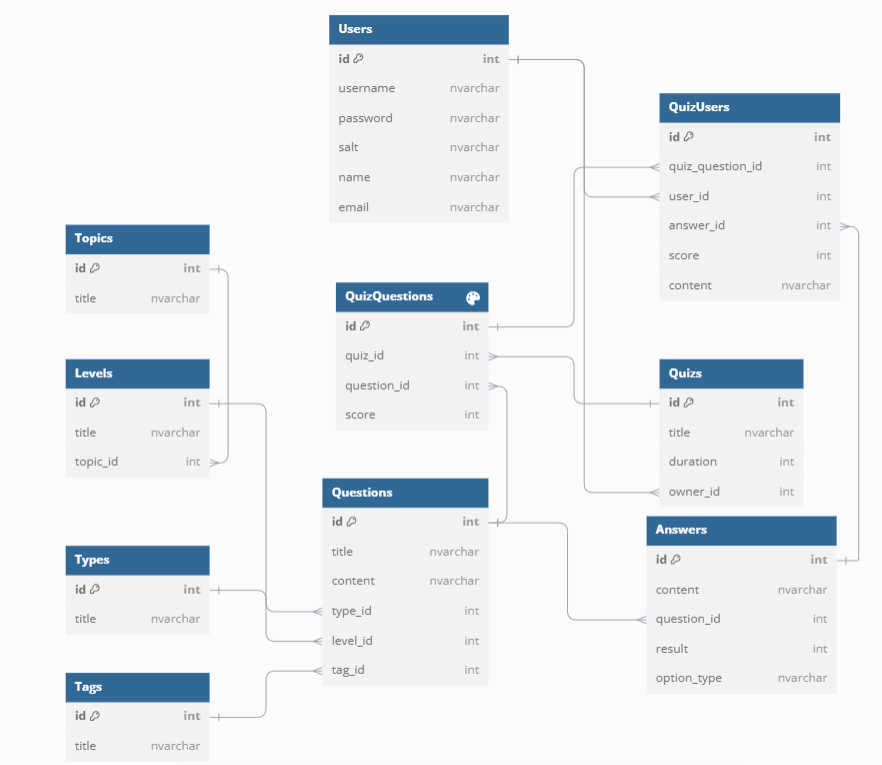 Users
id int
username nvarchar
password nvarchar
salt nvarchar
name nvarchar
email nvarchar
QuizUsers
id int
quiz_question_id int
user_id int
answer_id int
score int
content nvarchar
Topics
id int
title nvarchar
QuizQuestions
id int
quiz_id int
question_id int
score int
Levels
id int
title nvarchar
topic_id int
Quizs
id int
title nvarchar
duration int
owner_id int
Questions
id int
title nvarchar
content nvarchar
type_id int
level_id int
tag_id int
Answers
id int
content nvarchar
question_id int
result int
option_type nvarchar
Types
id int
title nvarchar
Tags
id int
title nvarchar